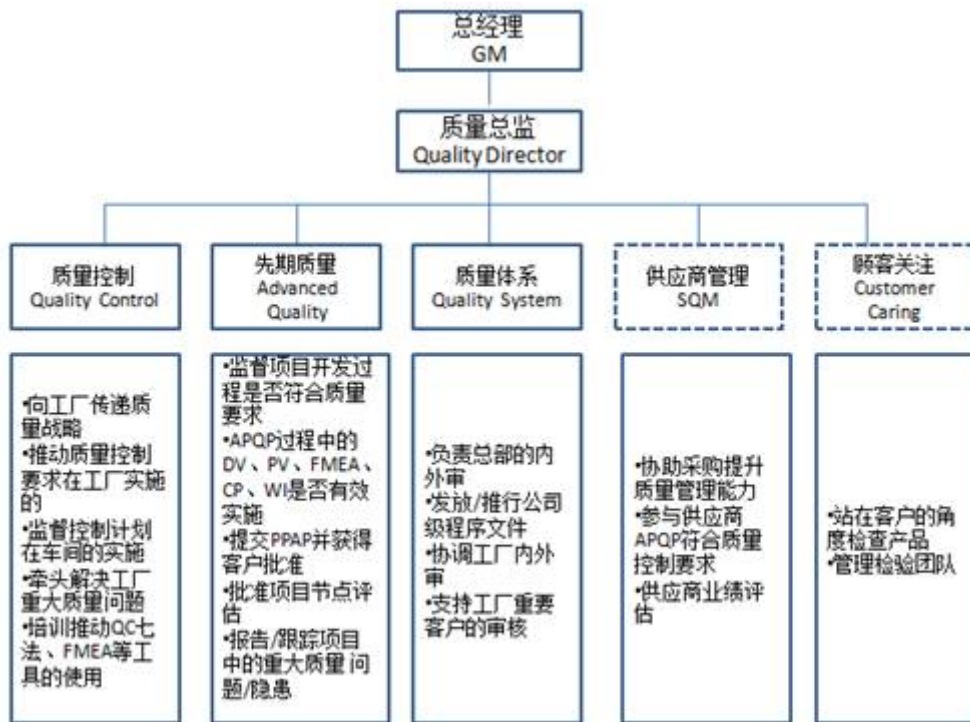 总经理
GM
质量总监
Quality Director
质量控制
Quality Control
先期质量
Advanced
Quality
质量体系
Quality System
供应商管理
SQM
顾客关注
Customer
Caring
•向工厂传递质
量战略
•推动质量控制
要求在工厂实施
的
•监督控制计划
在车间的实施
•牵头解决工厂
重大质量问题
•培训推动QC七
法、FMEA等工
具的使用
•监督项目开发过
程是否符合质量
要求
•APQP过程中的
DV、PV、FMEA、
CP、WI是否有效
实施
•提交PPAP并获得
客户批准
•批准项目节点评
估
•报告/跟踪项目
中的重大质量 问
题/隐患
•负责总部的内
外审
•发放/推行公司
级程序文件
•协调工厂内外
审
•支持工厂重要
客户的审核
•协助采购提升
质量管理能力
•参与供应商
APQP符合质量
控制要求
•供应商业绩评
估
•站在客户的角
度检查产品
•管理检验团队